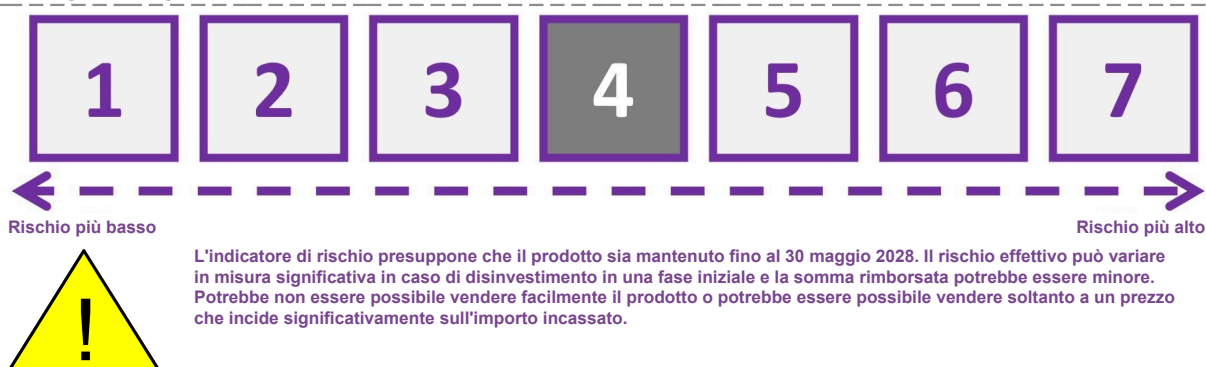 1 2 3 4 5 6 7
Rischio più basso Rischio più alto
L'indicatore di rischio presuppone che il prodotto sia mantenuto fino al 30 maggio 2028. Il rischio effettivo può variare
in misura significativa in caso di disinvestimento in una fase iniziale e la somma rimborsata potrebbe essere minore.
Potrebbe non essere possibile vendere facilmente il prodotto o potrebbe essere possibile vendere soltanto a un prezzo
che incide significativamente sull'importo incassato.
!